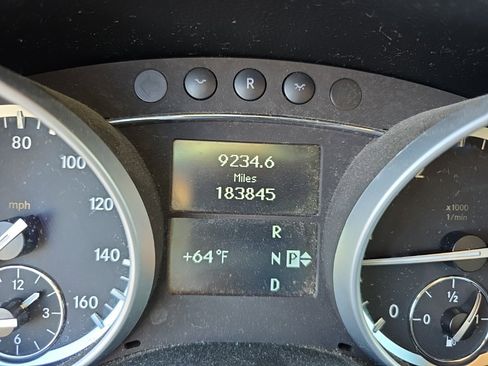 R
9234.6
Miles
183845
R
+64°F N P
D
80
100
mph
120
140
160
12
3
x1000
1/min
0
0 1/2 1